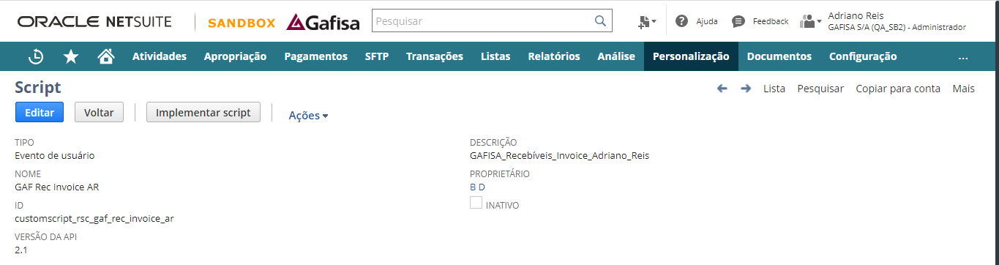 ORACLE NETSUITE SANDBOX Gafisa Pesquisar Ajuda Feedback Adriano Reis
GAFISA S/A (QA_SB2) - Administrador
Atividades Apropriação Pagamentos SFTP Transações Listas Relatórios Análise Personalização Documentos Configuração ...
Script Lista Pesquisar Copiar para conta Mais
Editar Voltar Implementar script Ações
TIPO
Evento de usuário
NOME
GAF Rec Invoice AR
ID
customscript_rsc_gaf_rec_invoice_ar
VERSÃO DA API
2.1
DESCRIÇÃO
GAFISA_Recebíveis_Invoice_Adriano_Reis
PROPRIETÁRIO
B D
INATIVO